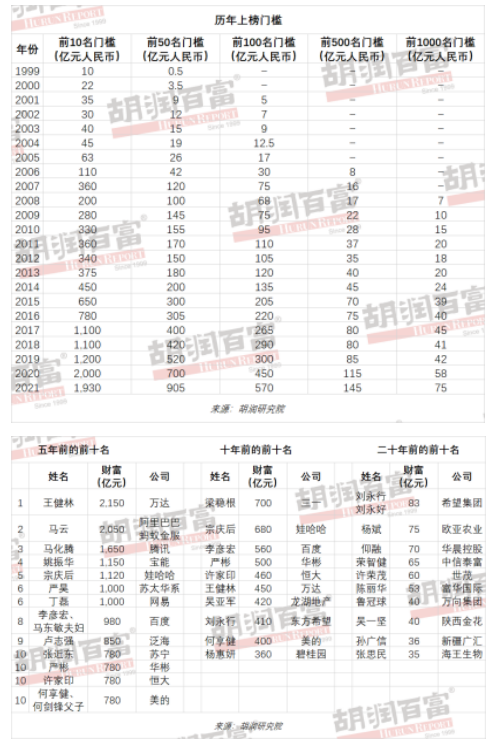 历年上榜门槛
年份 前10名门槛 前50名门槛 前100名门槛 前500名门槛 前1000名门槛
(亿元人民币) (亿元人民币) (亿元人民币) (亿元人民币) (亿元人民币)
1999 10 0.5 – – –
2000 22 3.5 – – –
2001 35 9 5 – –
2002 30 12 7 – –
2003 40 15 9 – –
2004 45 19 12.5 – –
2005 63 26 17 – –
2006 110 42 30 8 –
2007 360 120 75 16 –
2008 200 100 68 17 7
2009 280 145 75 22 10
2010 330 155 95 28 15
2011 360 170 110 37 20
2012 340 150 105 35 18
2013 375 180 120 40 20
2014 450 200 135 45 24
2015 650 300 205 70 39
2016 780 305 220 75 40
2017 1,100 400 265 80 45
2018 1,100 420 290 80 41
2019 1,200 520 300 85 42
2020 2,000 700 450 115 58
2021 1,930 905 570 145 75
来源：胡润研究院
五年前的前十名 十年前的前十名 二十年前的前十名
姓名 财富 公司 姓名 财富 公司 姓名 财富 公司
(亿元) (亿元) (亿元)
1 王健林 2,150 万达 梁稳根 700 三一 刘永行 83 希望集团
刘永好
马云 2,050 阿里巴巴 宗庆后 680 娃哈哈 杨斌 75 欧亚农业
蚂蚁金服
3 马化腾 1,650 腾讯 李彦宏 560 百度 仰融 70 华晨控股
4 姚振华 1,150 宝能 严彬 500 华彬 荣智健 65 中信泰富
5 宗庆后 1,120 娃哈哈 许家印 460 恒大 许荣茂 60 世茂
6 严昊 1,000 苏太华系 王健林 450 万达 陈丽华 53 富华国际
6 丁磊 1,000 网易 吴亚军 420 龙湖地产 鲁冠球 40 万向集团
8 李彦宏、 980 百度 刘永行 410 东方希望 吴一坚 40 陕西金花
马东敏夫妇
9 卢志强 850 泛海 何享健 400 美的 孙广信 36 新疆广汇
10 张近东 780 苏宁 杨惠妍 360 碧桂园 张思民 35 海王生物
10 严彬 780 华彬
10 许家印 780 恒大
10 何享健、 780 美的
何剑锋父子
来源：胡润研究院
胡润百富
HURUN REPORT
Since 1999